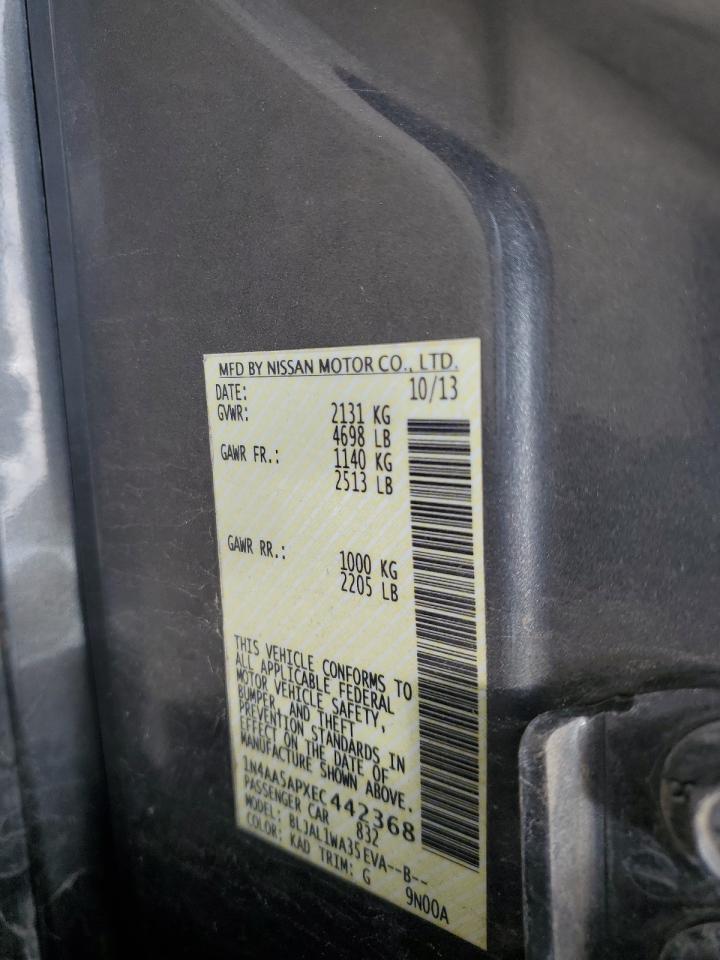 MFD BY NISSAN MOTOR CO., LTD.
DATE: 10/13
GVWR: 2131 KG
4698 LB
GAWR FR.: 1140 KG
2513 LB
GAWR RR.: 1000 KG
2205 LB
THIS VEHICLE CONFORMS TO
ALL APPLICABLE FEDERAL
MOTOR VEHICLE SAFETY,
BUMPER, AND THEFT
PREVENTION STANDARDS IN
EFFECT ON THE DATE OF
MANUFACTURE SHOWN ABOVE.
1N4AA5APXEC442368
PASSENGER CAR 832
MODEL: BLJAL1WA35EVA--B--
COLOR: KAD TRIM: G 9N00A